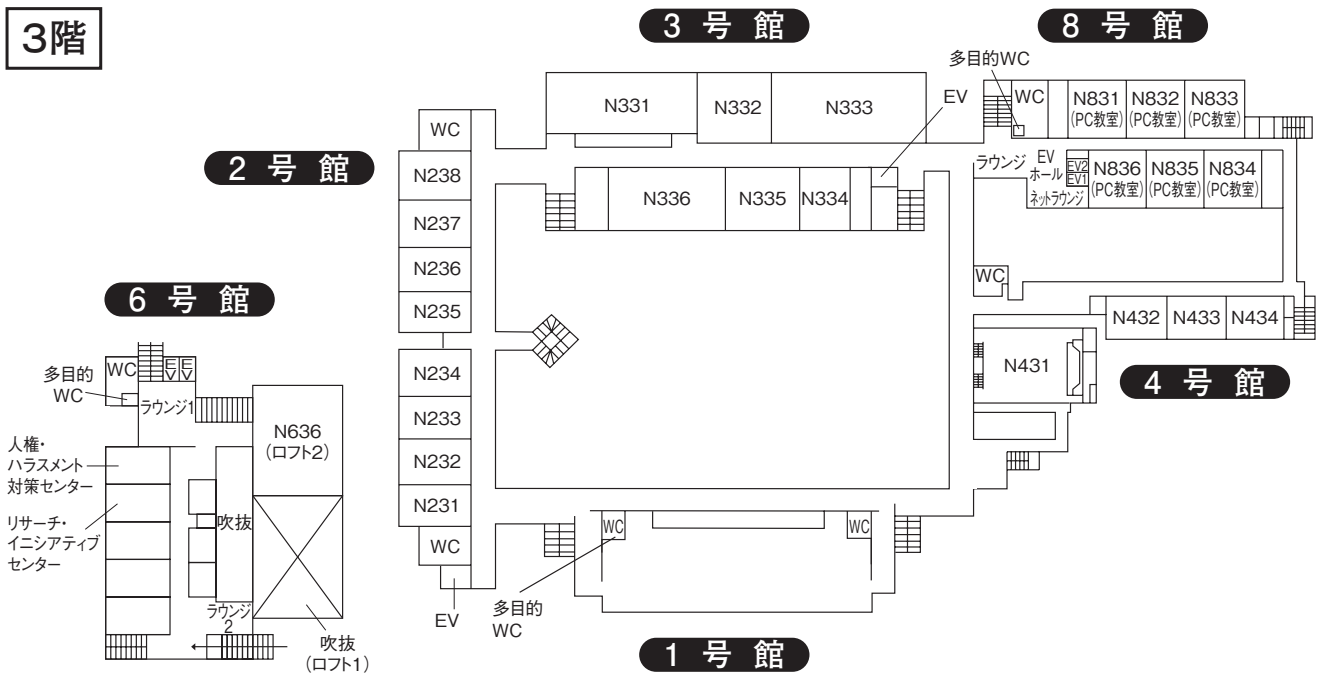 3階
3 号 館
8 号 館
多目的WC
EV
WC
N831
(PC教室)
N832
(PC教室)
N833
(PC教室)
N331
N332
N333
WC
2 号 館
N238
N237
N236
N235
N234
N233
N232
N231
WC
EV
N336
N335
N334
ラウンジ
EV
ホール
EV2
EV1
ネットラウンジ
N836
(PC教室)
N835
(PC教室)
N834
(PC教室)
WC
N432
N433
N434
N431
4 号 館
6 号 館
WC
EV
EV
多目的
WC
ラウンジ1
N636
(ロフト2)
人権・
ハラスメント
対策センター
リサーチ・
イニシアティブ
センター
吹抜
ラウンジ
2
吹抜
(ロフト1)
WC
WC
多目的
WC
1 号 館